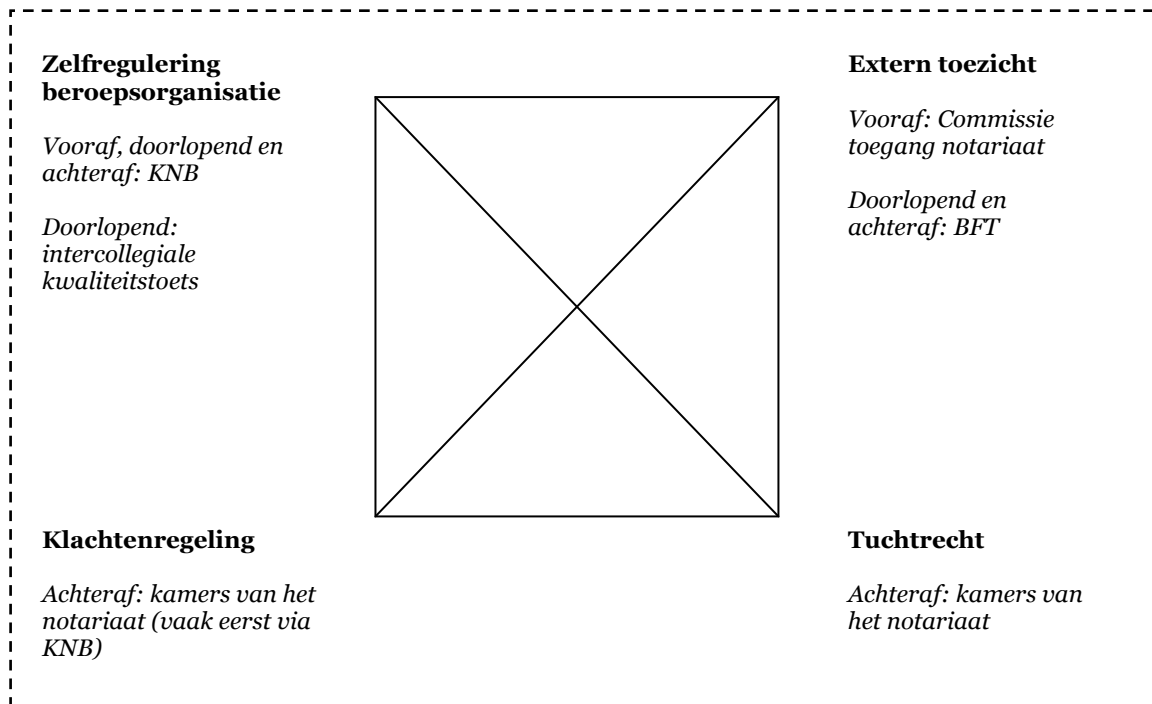 Zelfregulering
beroepsorganisatie
Vooraf, doorlopend en
achteraf: KNB
Doorlopend:
intercollegiale
kwaliteitstoets
Extern toezicht
Vooraf: Commissie
toegang notariaat
Doorlopend en
achteraf: BFT
Klachtenregeling
Achteraf: kamers van het
notariaat (vaak eerst via
KNB)
Tuchtrecht
Achteraf: kamers van
het notariaat